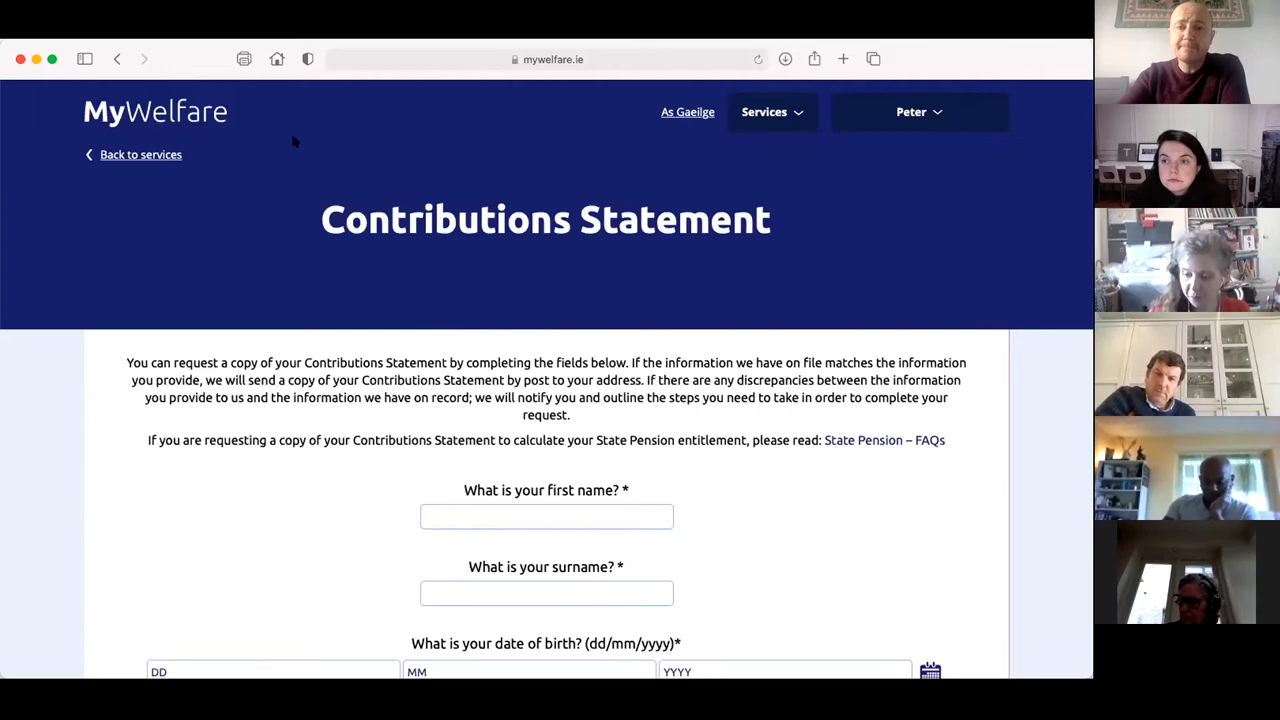 mywelfare.ie
MyWelfare
As Gaeilge
Services
Peter
Back to services
Contributions Statement
You can request a copy of your Contributions Statement by completing the fields below. If the information we have on file matches the information
you provide, we will send a copy of your Contributions Statement by post to your address. If there are any discrepancies between the information
you provide to us and the information we have on record; we will notify you and outline the steps you need to take in order to complete your
request.
If you are requesting a copy of your Contributions Statement to calculate your State Pension entitlement, please read: State Pension – FAQs
What is your first name? *
What is your surname? *
What is your date of birth? (dd/mm/yyyy)*
DD
MM
YYYY